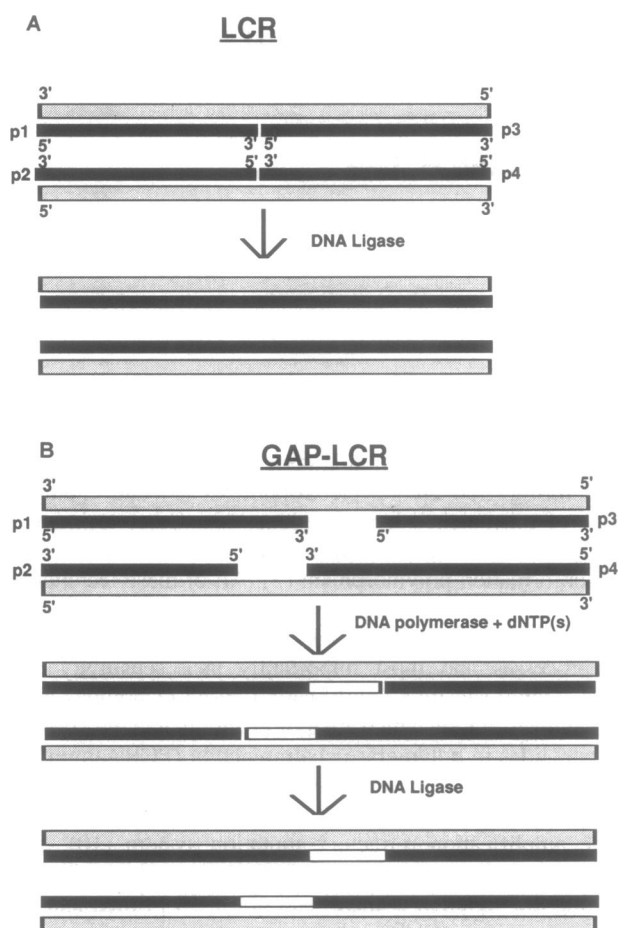 A
LCR
3' 5'
p1 p3
5' 3' 5' 3'
3' 5' 3' 5'
p2 p4
5' 3'
DNA Ligase
B
GAP-LCR
3' 5'
p1 p3
5' 3' 5' 3'
3' 5' 3' 5'
p2 p4
5' 3'
DNA polymerase + dNTP(s)
DNA Ligase